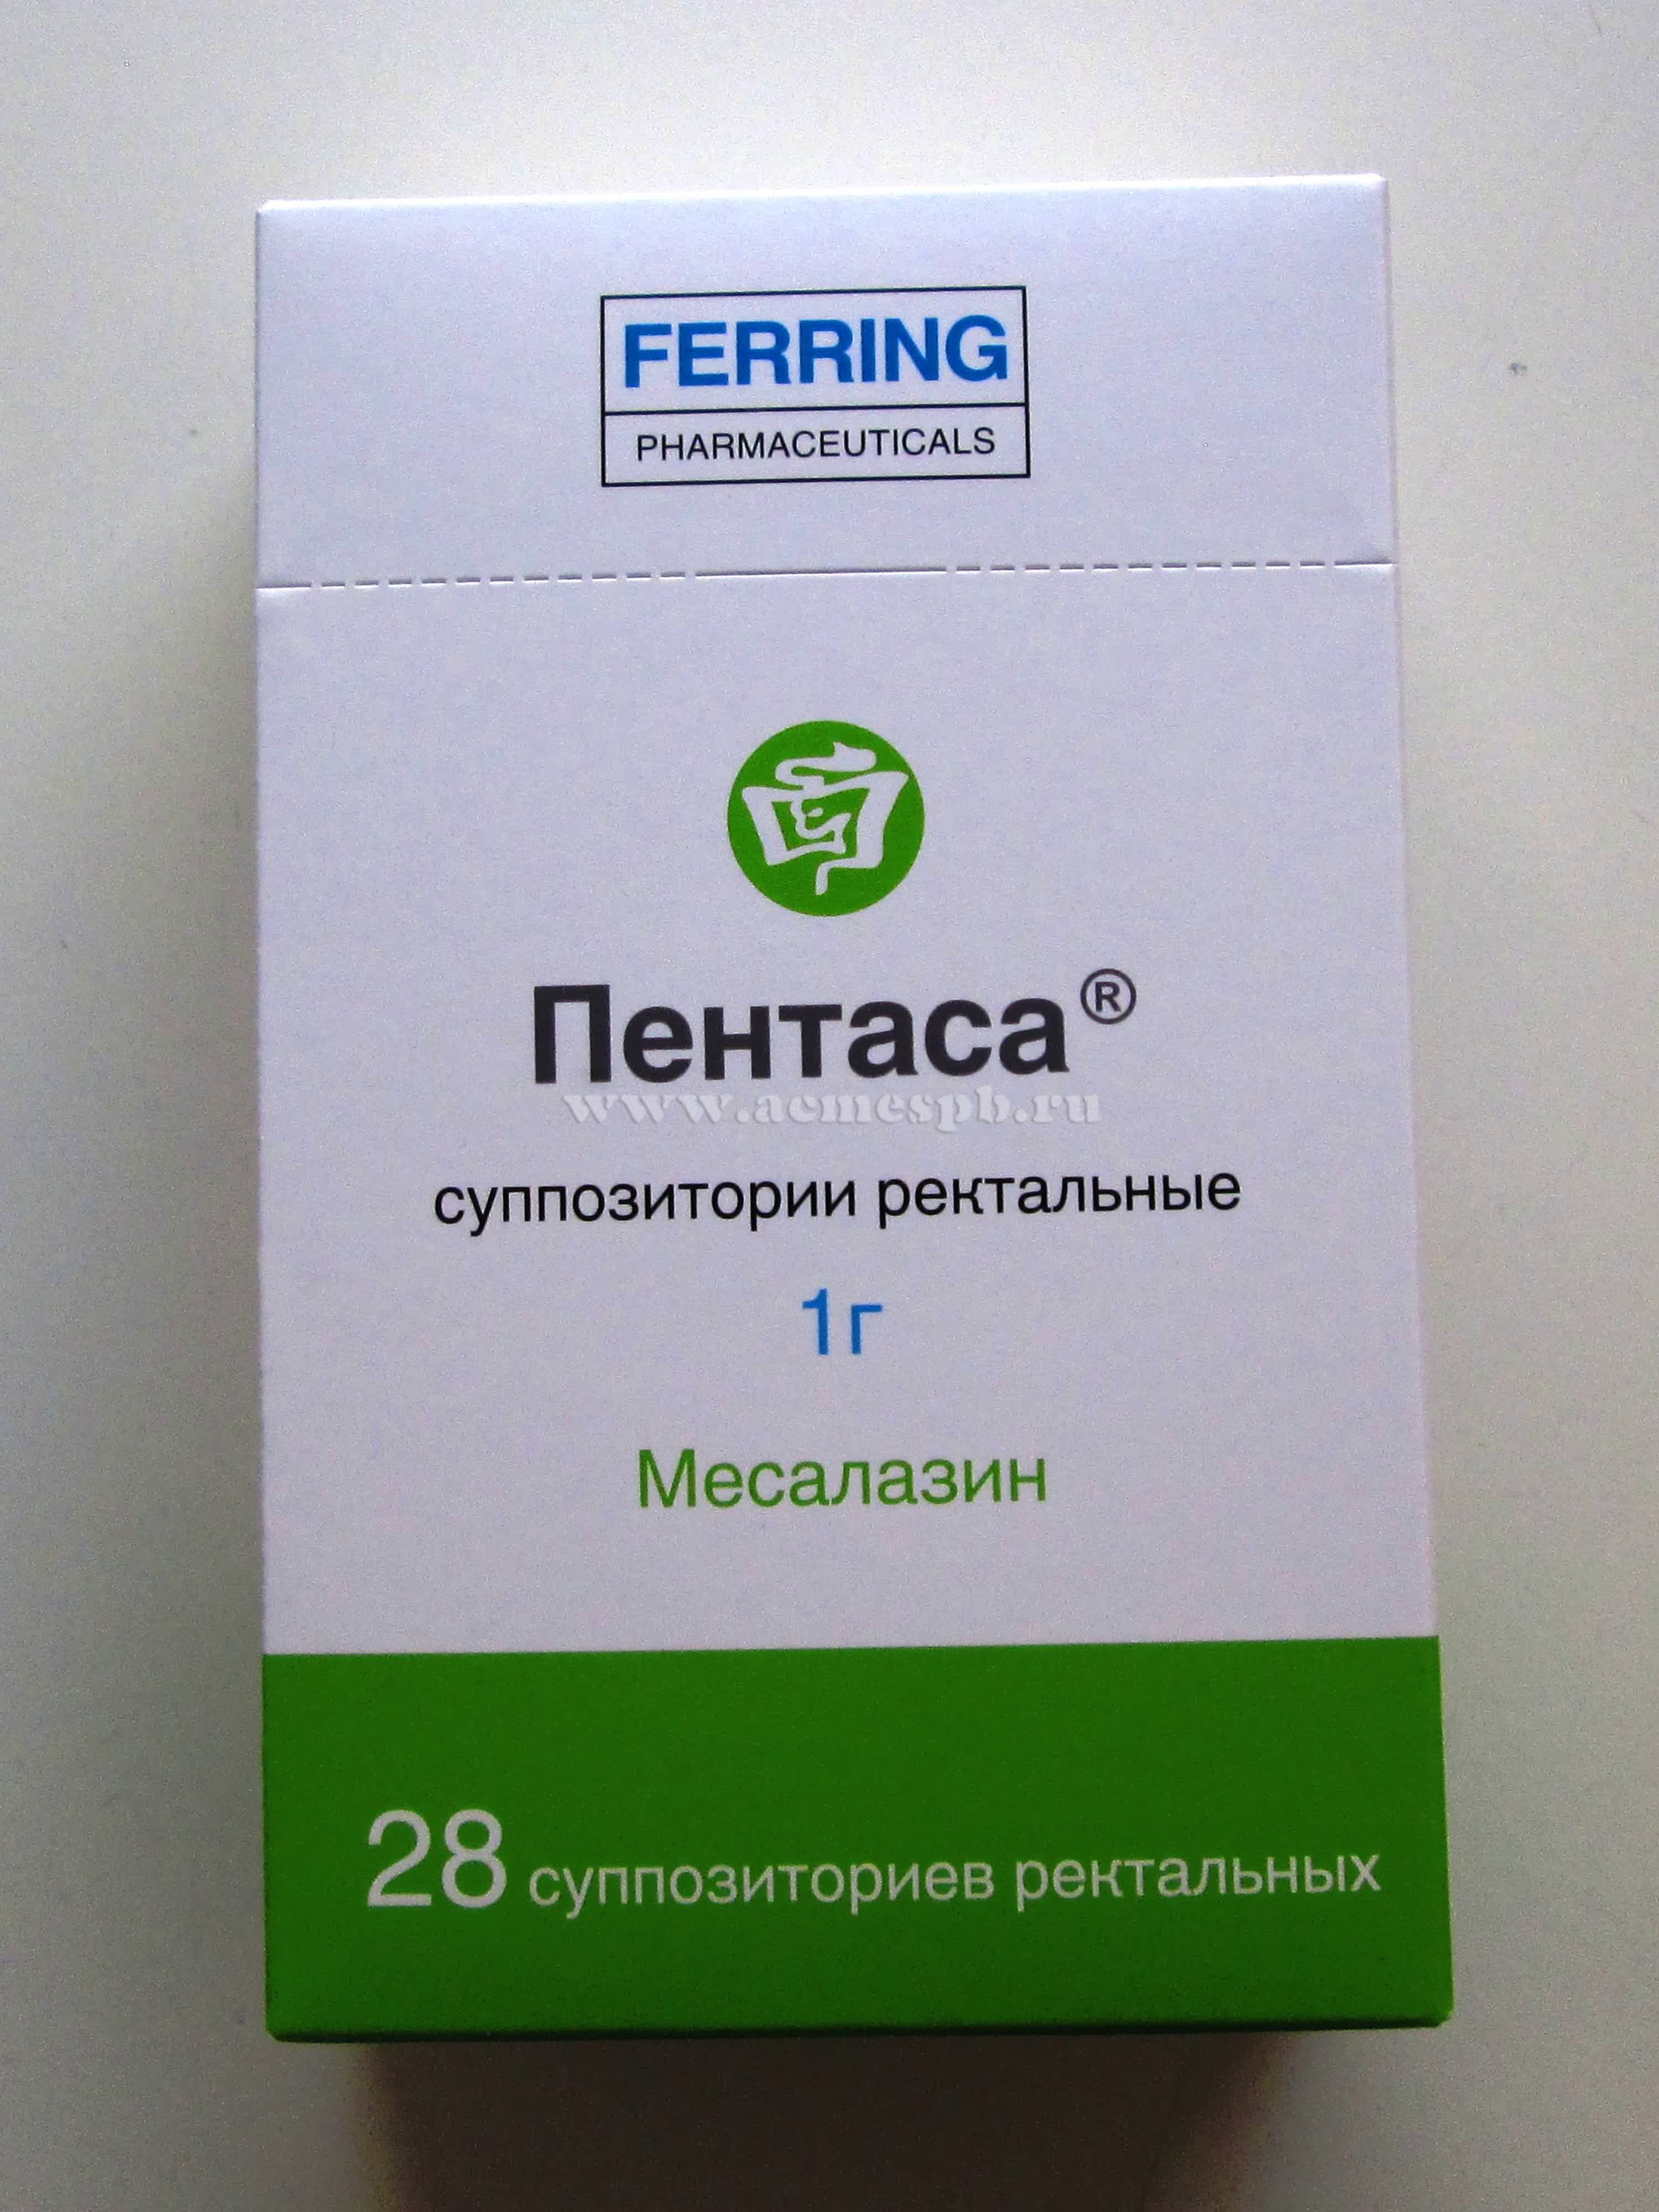 FERRING
PHARMACEUTICALS
Пентаса®
www.acmespb.ru
суппозитории ректальные
1г
Месалазин
28 суппозиториев ректальных